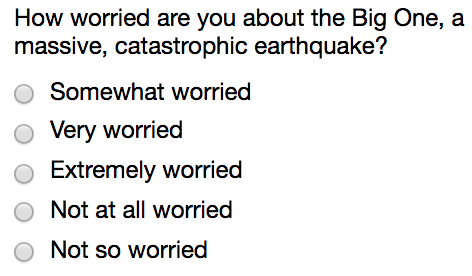 How worried are you about the Big One, a
massive, catastrophic earthquake?
Somewhat worried
Very worried
Extremely worried
Not at all worried
Not so worried